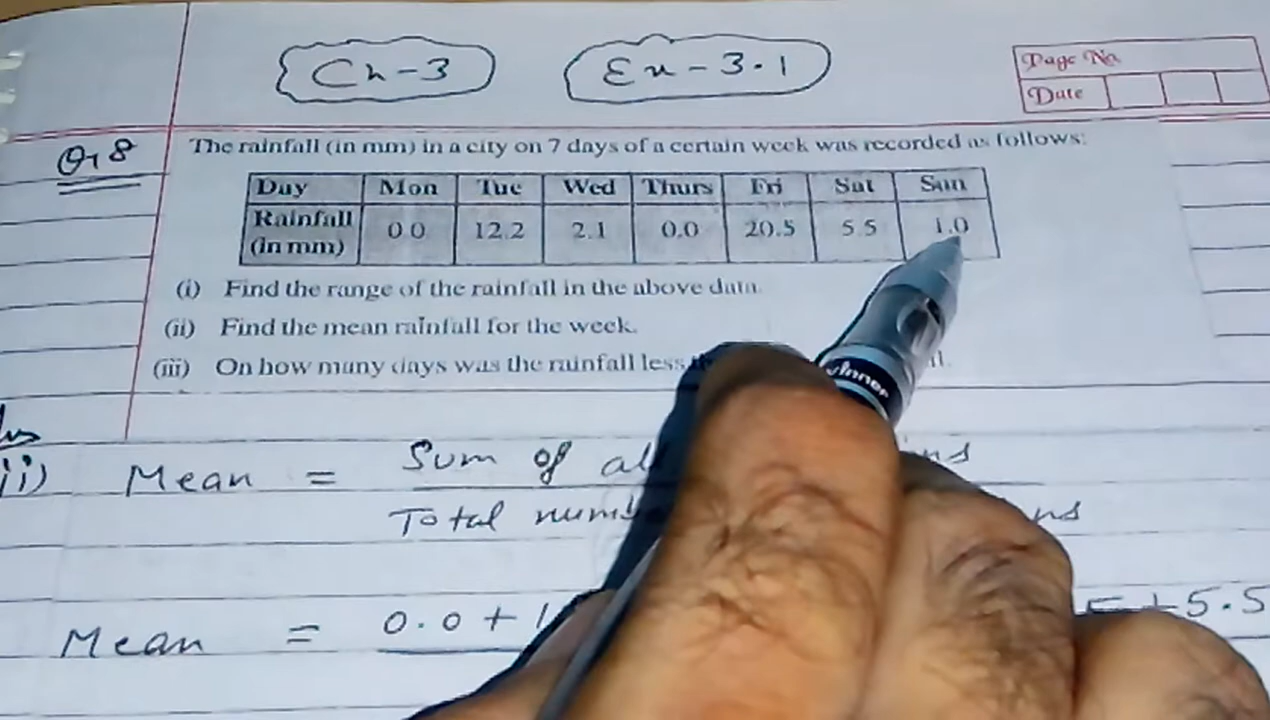 Ch-3 Ex-3.1
Page No.
Date
Q.8 The rainfall (in mm) in a city on 7 days of a certain week was recorded as follows:
Day Mon Tue Wed Thurs Fri Sat Sun
Rainfall (in mm) 0.0 12.2 2.1 0.0 20.5 5.5 1.0
(i) Find the range of the rainfall in the above data.
(ii) Find the mean rainfall for the week.
(iii) On how many days was the rainfall less
winner
ii) Mean = Sum of
Total
Mean = 0.0 + 1 +5.5